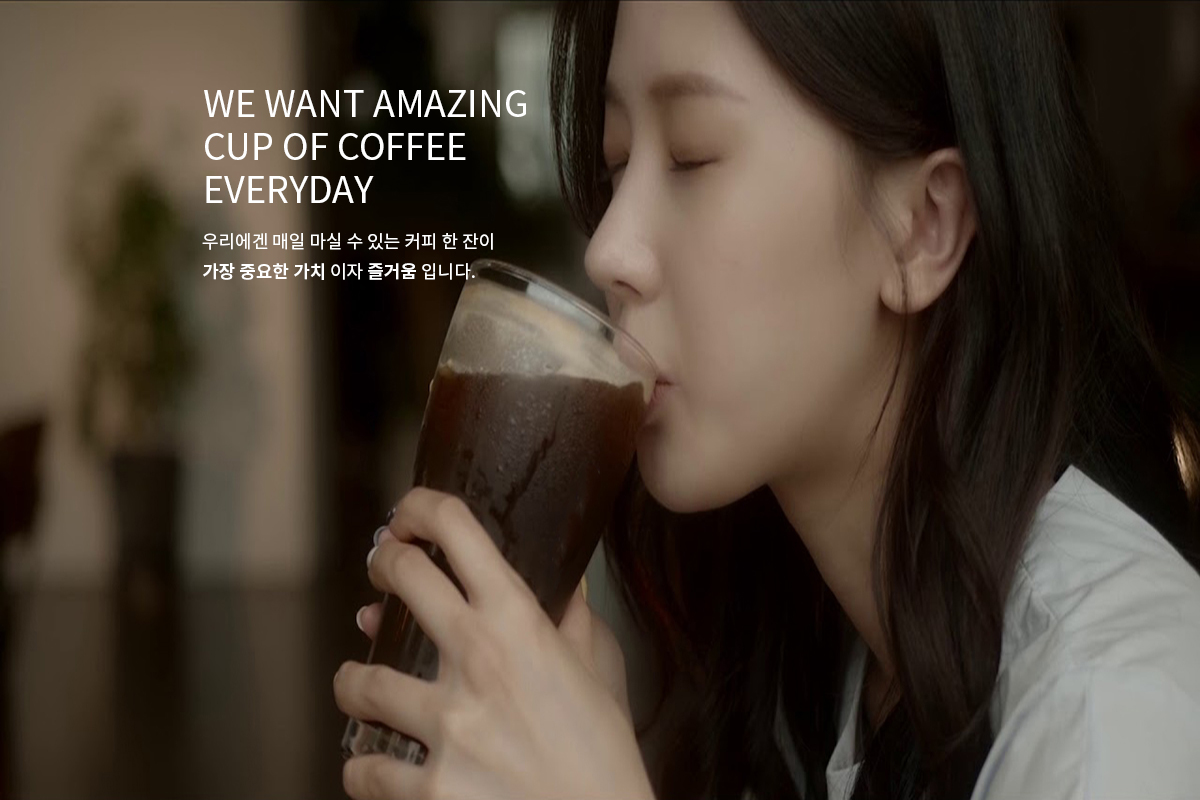 WE WANT AMAZING
CUP OF COFFEE
EVERYDAY
우리에겐 매일 마실 수 있는 커피 한 잔이
가장 중요한 가치 이자 즐거움 입니다.